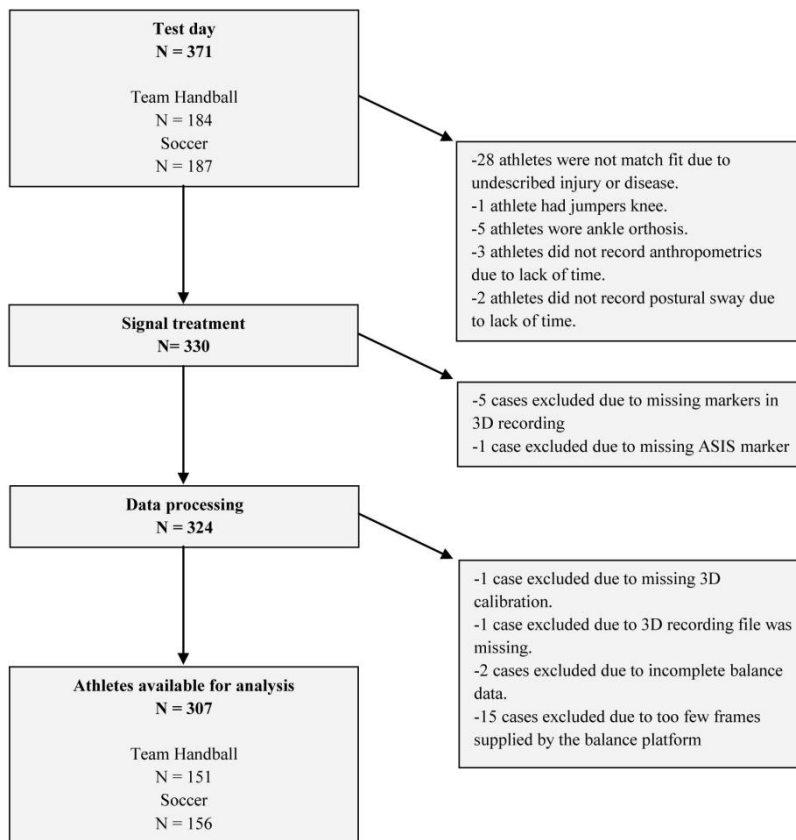 Test day
N = 371
Team Handball
N = 184
Soccer
N = 187
-28 athletes were not match fit due to
undescribed injury or disease.
-1 athlete had jumpers knee.
-5 athletes wore ankle orthosis.
-3 athletes did not record anthropometrics
due to lack of time.
-2 athletes did not record postural sway due
to lack of time.
Signal treatment
N= 330
-5 cases excluded due to missing markers in
3D recording
-1 case excluded due to missing ASIS marker
Data processing
N = 324
-1 case excluded due to missing 3D
calibration.
-1 case excluded due to 3D recording file was
missing.
-2 cases excluded due to incomplete balance
data.
-15 cases excluded due to too few frames
supplied by the balance platform
Athletes available for analysis
N = 307
Team Handball
N = 151
Soccer
N = 156